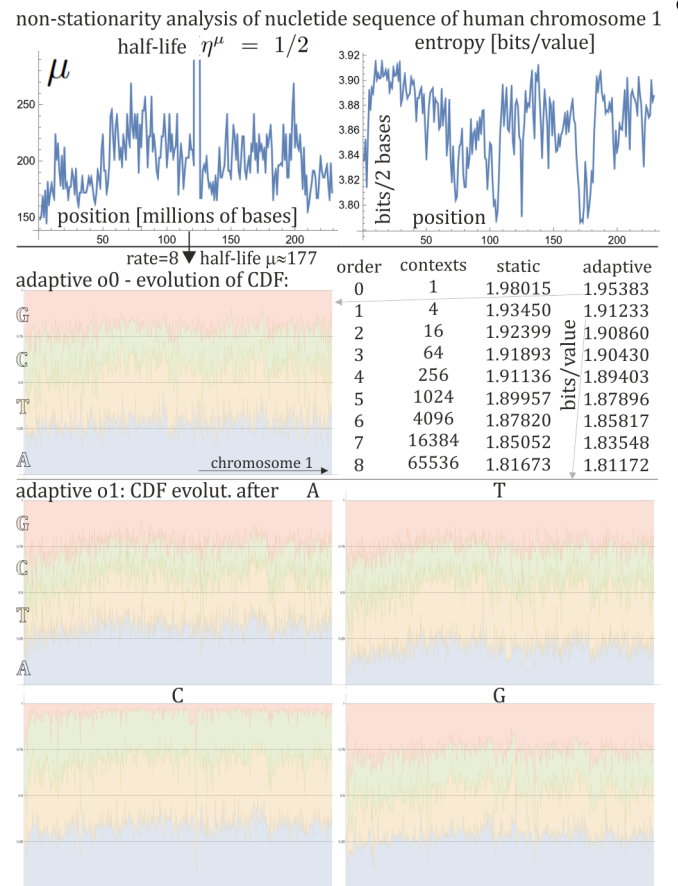 non-stationarity analysis of nucletide sequence of human chromosome 1
half-life η^μ = 1/2
entropy [bits/value]
μ
250
200
150
position [millions of bases]
50 100 150 200
3.92
3.90
3.88
3.86
3.84
3.82
3.80
bits/2 bases
position
50 100 150 200
rate=8 half-life μ≈177
adaptive o0 - evolution of CDF:
G
C
T
A
chromosome 1
order contexts static adaptive
0 1 1.98015 1.95383
1 4 1.93450 1.91233
2 16 1.92399 1.90860
3 64 1.91893 1.90430
4 256 1.91136 1.89403
5 1024 1.89957 1.87896
6 4096 1.87820 1.85817
7 16384 1.85052 1.83548
8 65536 1.81673 1.81172
bits/value
adaptive o1: CDF evolut. after A
T
G
C
T
A
C
G